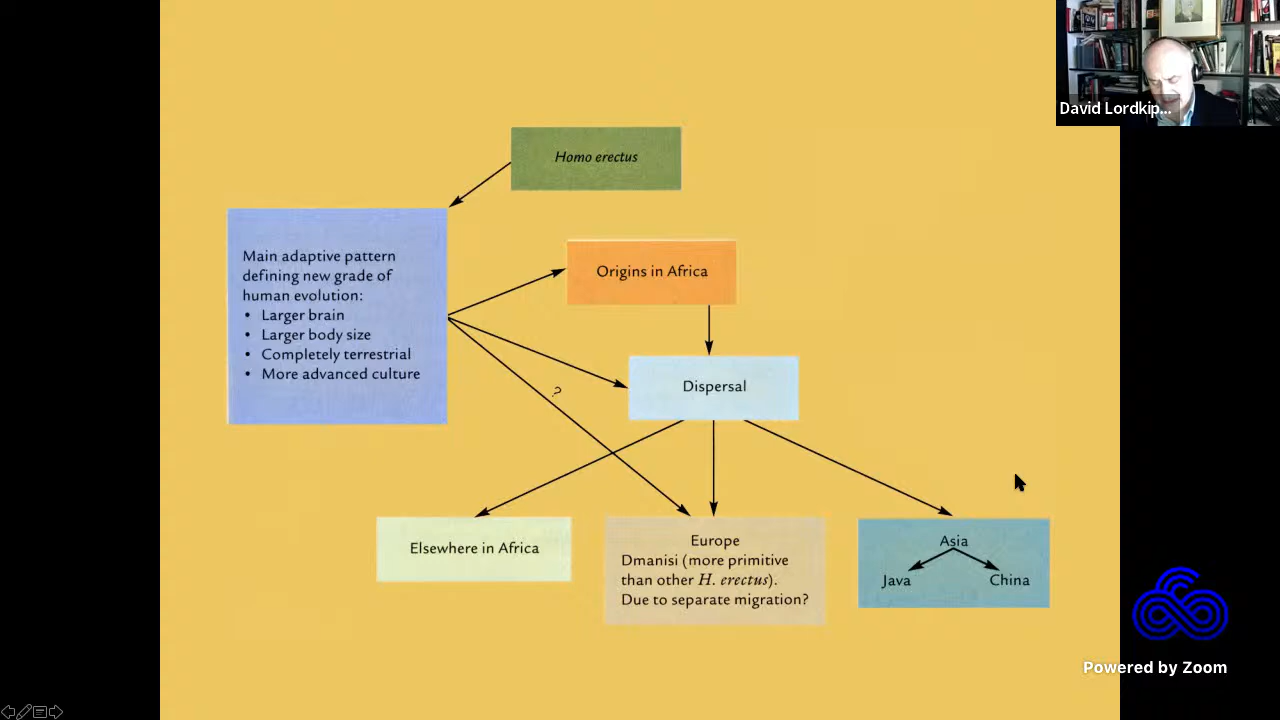 David Lordkip...
Homo erectus
Main adaptive pattern
defining new grade of
human evolution:
• Larger brain
• Larger body size
• Completely terrestrial
• More advanced culture
Origins in Africa
Dispersal
?
Elsewhere in Africa
Europe
Dmanisi (more primitive
than other H. erectus).
Due to separate migration?
Asia
Java
China
Powered by Zoom